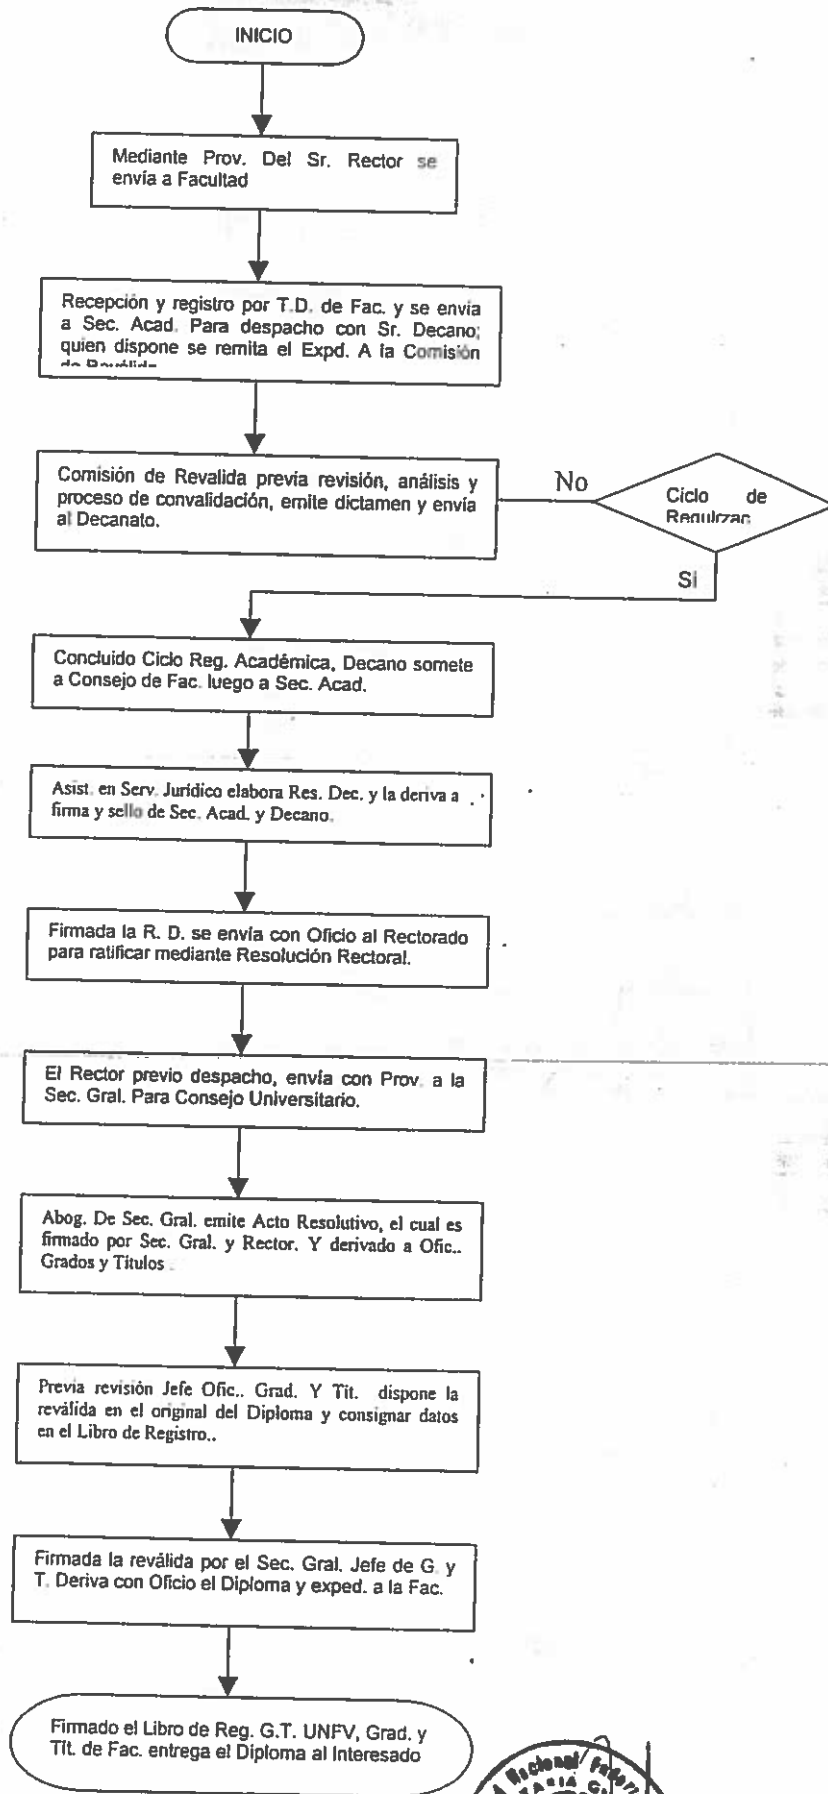 INICIO
Mediante Prov. Del Sr. Rector se
envía a Facultad
Recepción y registro por T.D. de Fac. y se envia
a Sec. Acad. Para despacho con Sr. Decano;
quien dispone se remita el Expd. A la Comisión
de Reválida
Comisión de Revalida previa revisión, análisis y
proceso de convalidación, emite dictamen y envía
al Decanato.
No
Ciclo de
Regulrzac
Si
Concluido Ciclo Reg. Académica, Decano somete
a Consejo de Fac. luego a Sec. Acad.
Asist. en Serv. Jurídico elabora Res. Dec. y la deriva a
firma y sello de Sec. Acad. y Decano.
Firmada la R. D. se envía con Oficio al Rectorado
para ratificar mediante Resolución Rectoral.
El Rector previo despacho, envía con Prov. a la
Sec. Gral. Para Consejo Universitario.
Abog. De Sec. Gral. emite Acto Resolutivo, el cual es
firmado por Sec. Gral. y Rector. Y derivado a Ofic..
Grados y Titulos .
Previa revisión Jefe Ofic.. Grad. Y Tit. dispone la
reválida en el original del Diploma y consignar datos
en el Libro de Registro..
Firmada la reválida por el Sec. Gral. Jefe de G. y
T. Deriva con Oficio el Diploma y exped. a la Fac.
Firmado el Libro de Reg. G.T. UNFV, Grad. y
Tit. de Fac. entrega el Diploma al Interesado
Nacional